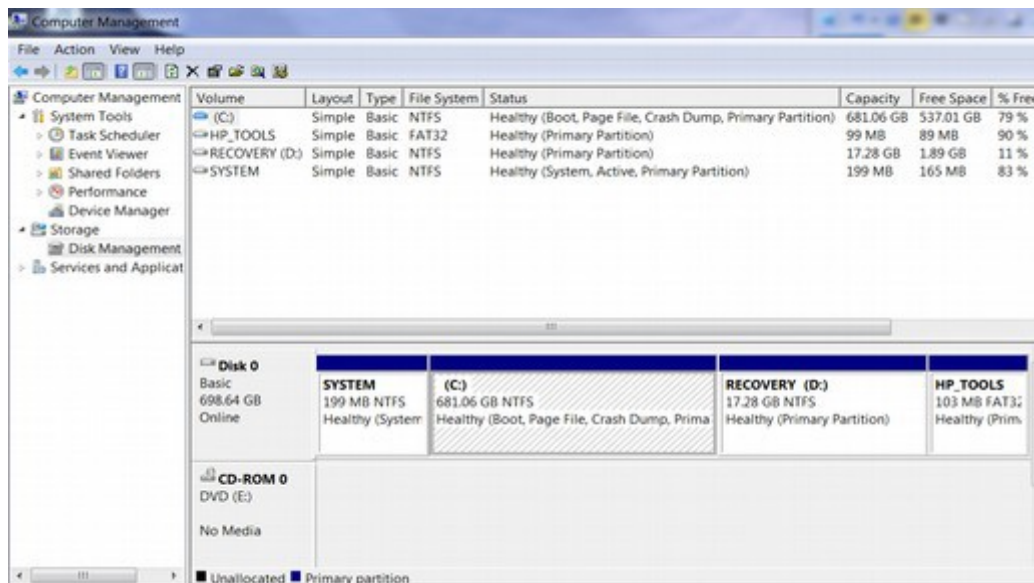 Computer Management
File Action View Help
Computer Management
System Tools
Task Scheduler
Event Viewer
Shared Folders
Performance
Device Manager
Storage
Disk Management
Services and Applicat
Volume Layout Type File System Status Capacity Free Space % Free
(C:) Simple Basic NTFS Healthy (Boot, Page File, Crash Dump, Primary Partition) 681.06 GB 537.01 GB 79 %
HP_TOOLS Simple Basic FAT32 Healthy (Primary Partition) 99 MB 89 MB 90 %
RECOVERY (D:) Simple Basic NTFS Healthy (Primary Partition) 17.28 GB 1.89 GB 11 %
SYSTEM Simple Basic NTFS Healthy (System, Active, Primary Partition) 199 MB 165 MB 83 %
Disk 0
Basic
698.64 GB
Online
SYSTEM
199 MB NTFS
Healthy (System
(C:)
681.06 GB NTFS
Healthy (Boot, Page File, Crash Dump, Prima
RECOVERY (D:)
17.28 GB NTFS
Healthy (Primary Partition)
HP_TOOLS
103 MB FAT32
Healthy (Prim
CD-ROM 0
DVD (E:)
No Media
Unallocated Primary partition